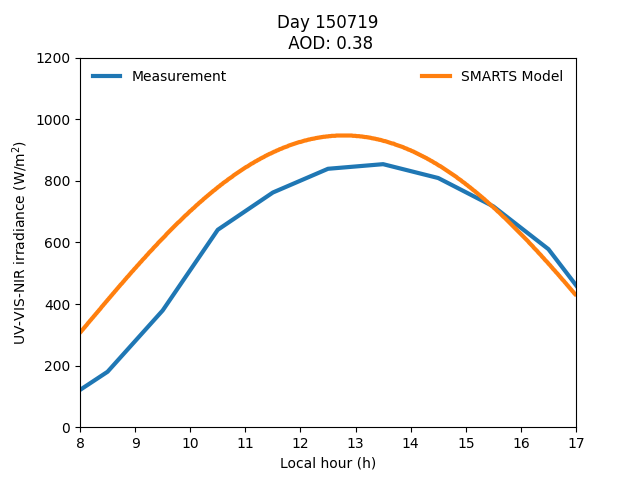 Day 150719
AOD: 0.38
Measurement
SMARTS Model
UV-VIS-NIR irradiance (W/m²)
1200
1000
800
600
400
200
0
8 9 10 11 12 13 14 15 16 17
Local hour (h)